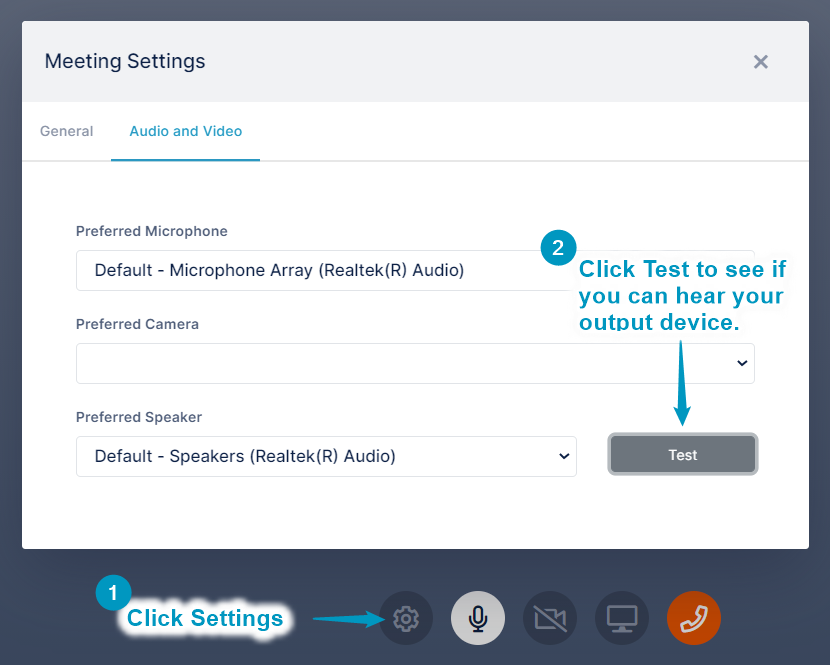 Meeting Settings
General
Audio and Video
Preferred Microphone
Default - Microphone Array (Realtek(R) Audio)
2
Click Test to see if
you can hear your
output device.
Preferred Camera
Preferred Speaker
Default - Speakers (Realtek(R) Audio)
Test
1
Click Settings